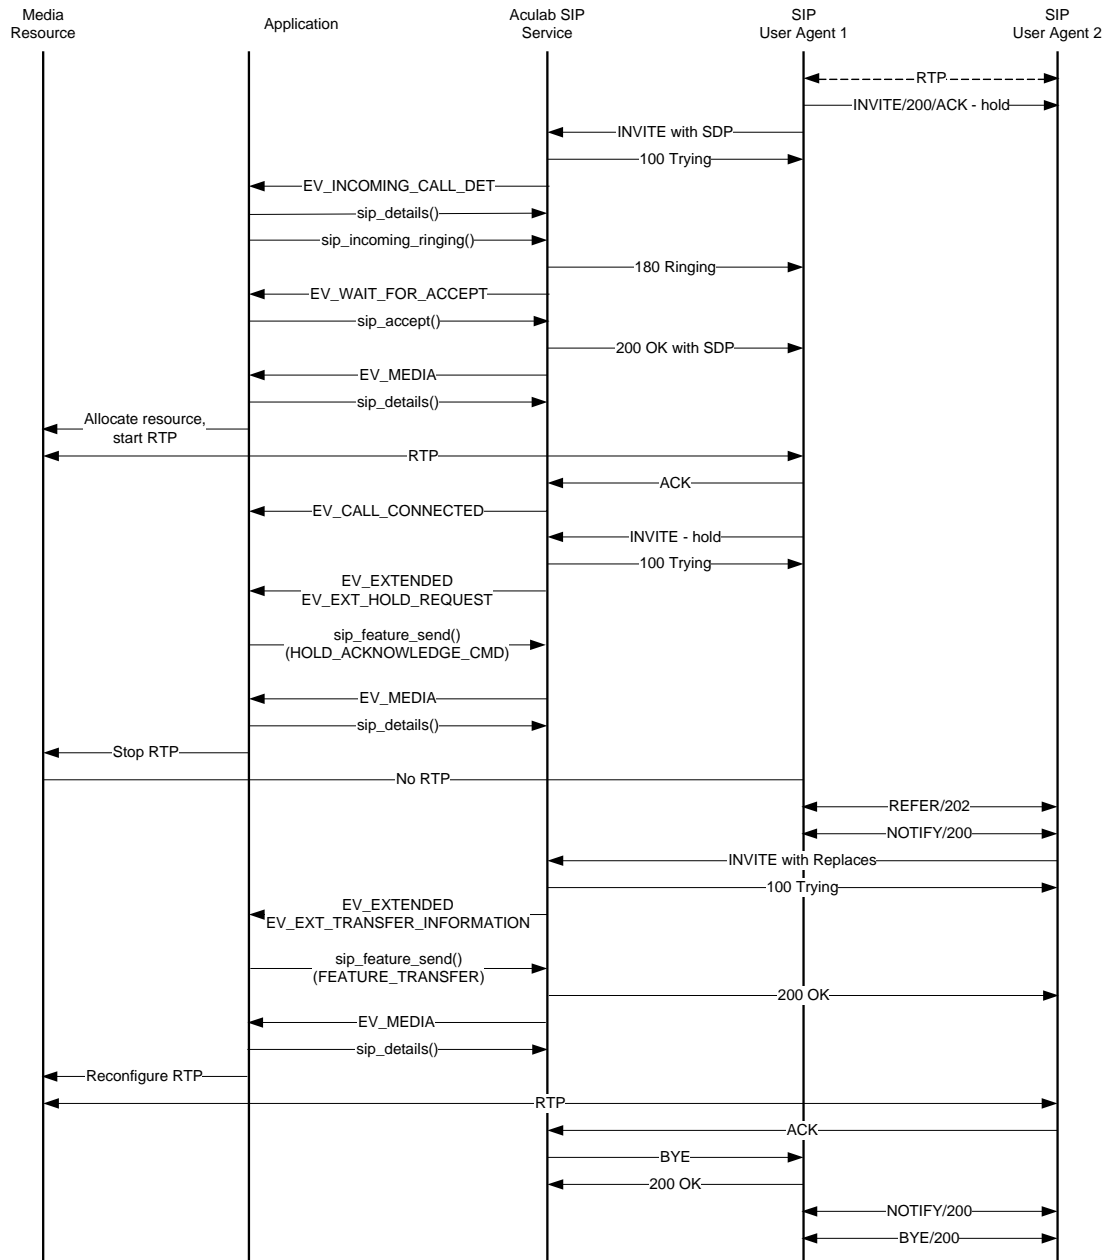 Media
Resource
Application
Aculab SIP
Service
SIP
User Agent 1
SIP
User Agent 2
RTP
INVITE/200/ACK - hold
INVITE with SDP
100 Trying
EV_INCOMING_CALL_DET
sip_details()
sip_incoming_ringing()
180 Ringing
EV_WAIT_FOR_ACCEPT
sip_accept()
200 OK with SDP
EV_MEDIA
sip_details()
Allocate resource,
start RTP
RTP
ACK
EV_CALL_CONNECTED
INVITE - hold
100 Trying
EV_EXTENDED
EV_EXT_HOLD_REQUEST
sip_feature_send()
(HOLD_ACKNOWLEDGE_CMD)
EV_MEDIA
sip_details()
Stop RTP
No RTP
REFER/202
NOTIFY/200
INVITE with Replaces
100 Trying
EV_EXTENDED
EV_EXT_TRANSFER_INFORMATION
sip_feature_send()
(FEATURE_TRANSFER)
200 OK
EV_MEDIA
sip_details()
Reconfigure RTP
RTP
ACK
BYE
200 OK
NOTIFY/200
BYE/200